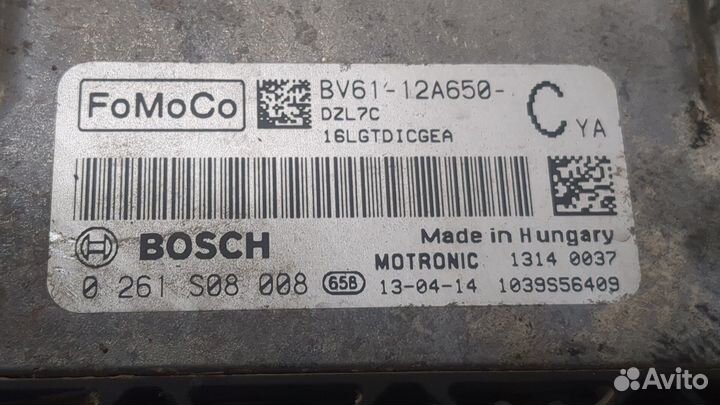 FoMoCo
BV61-12A650-
DZL7C
16LGTDICGEA
C YA
BOSCH
Made in Hungary
MOTRONIC 1314 0037
0 261 S08 008 65B 13-04-14 1039S56409
Avito